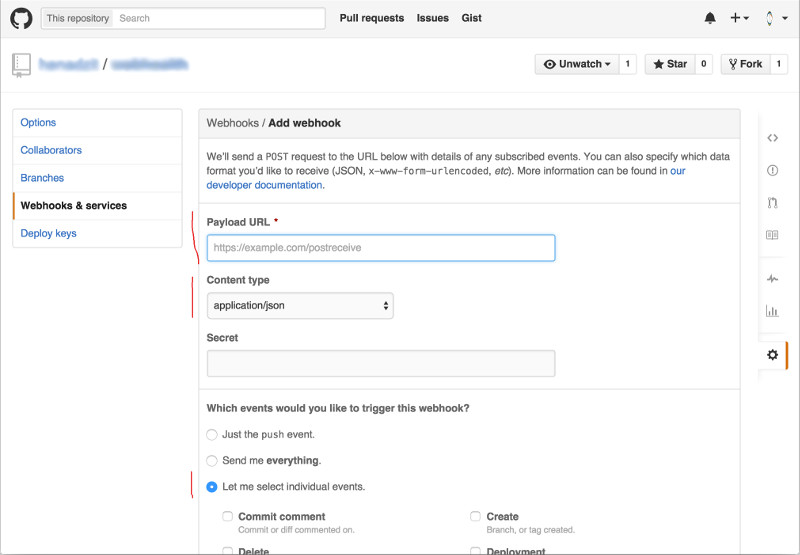 This repository Search Pull requests Issues Gist
/ Unwatch 1 Star 0 Fork 1
Options
Collaborators
Branches
Webhooks & services
Deploy keys
Webhooks / Add webhook
We'll send a POST request to the URL below with details of any subscribed events. You can also specify which data
format you'd like to receive (JSON, x-www-form-urlencoded, etc). More information can be found in our
developer documentation.
Payload URL *
https://example.com/postreceive
Content type
application/json
Secret
Which events would you like to trigger this webhook?
Just the push event.
Send me everything.
Let me select individual events.
Commit comment
Commit or diff commented on.
Create
Branch, or tag created.
Delete
Deployment